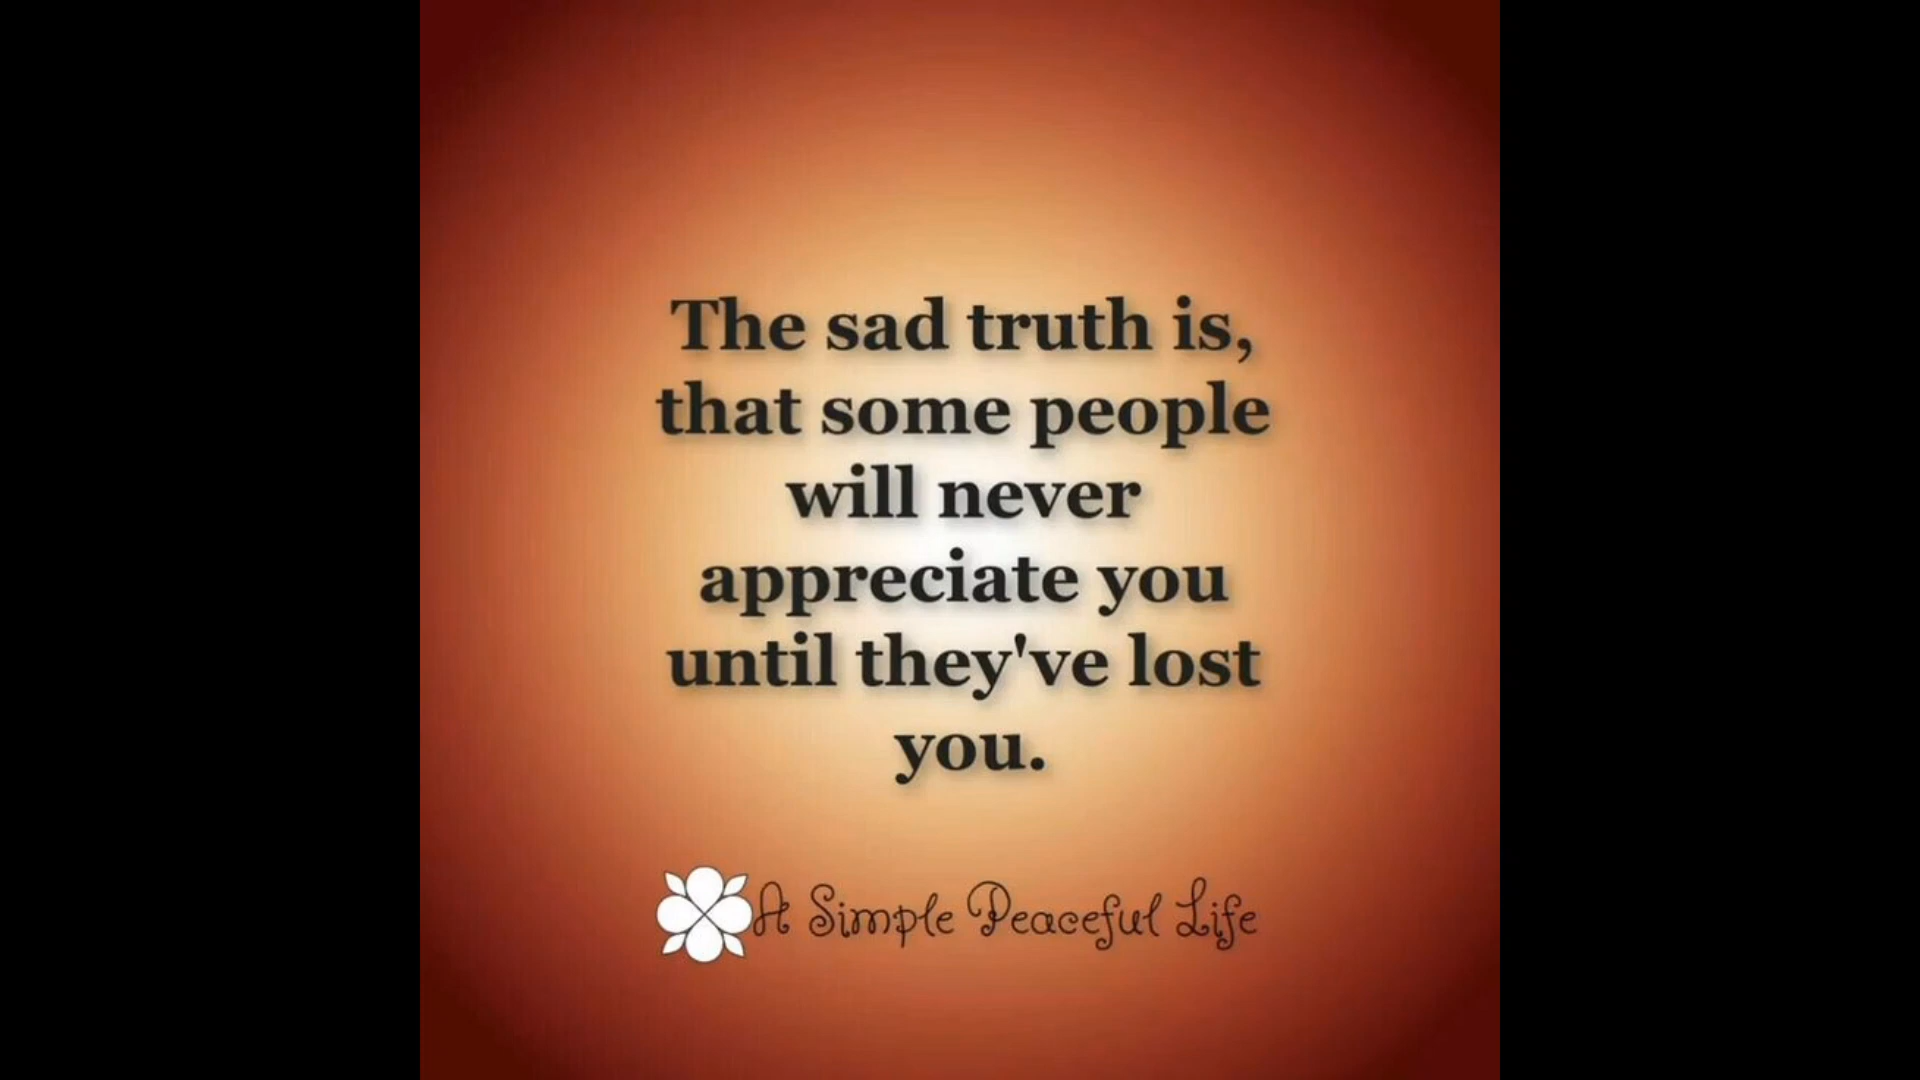 The sad truth is,
that some people
will never
appreciate you
until they've lost
you.
A Simple Peaceful Life